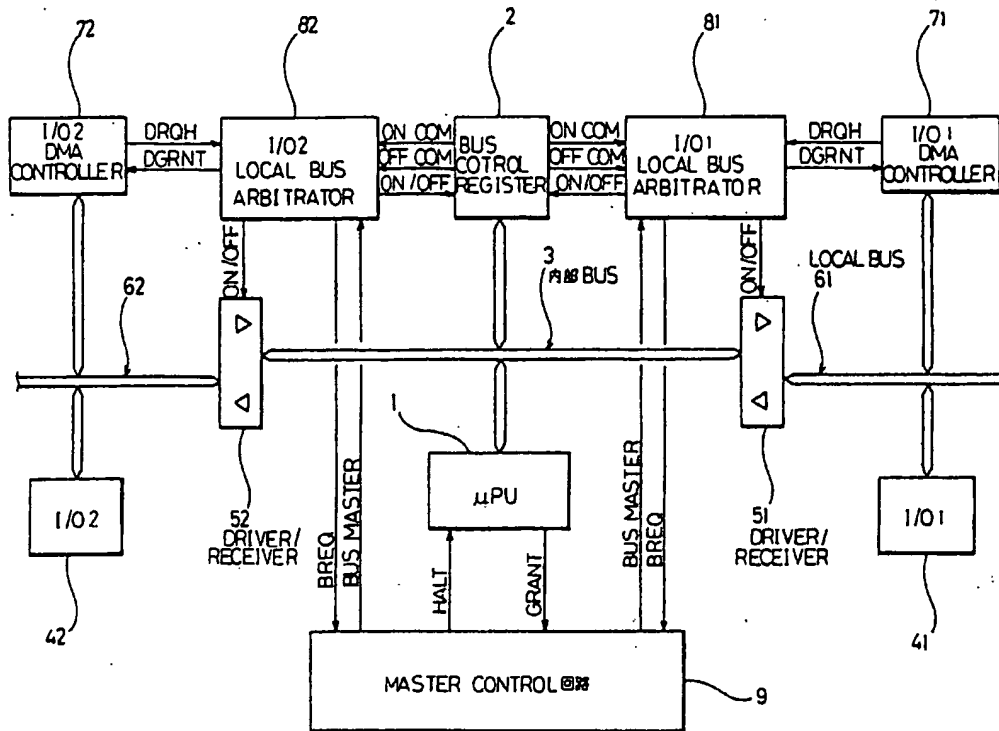 72
82
2
81
71
I/O2
DMA
CONTROLLER
DRQH
DGRNT
I/O2
LOCAL BUS
ARBITRATOR
ON COM
OFF COM
ON/OFF
BUS
COTROL
REGISTER
ON COM
OFF COM
ON/OFF
I/O1
LOCAL BUS
ARBITRATOR
DRQH
DGRNT
I/O1
DMA
CONTROLLER
ON/OFF
ON/OFF
62
3
内部BUS
LOCAL BUS
61
1
μPU
I/O2
42
52
DRIVER/
RECEIVER
BREQ
BUS MASTER
HALT
GRANT
BUS MASTER
BREQ
51
DRIVER/
RECEIVER
I/O1
41
MASTER CONTROL回路
9